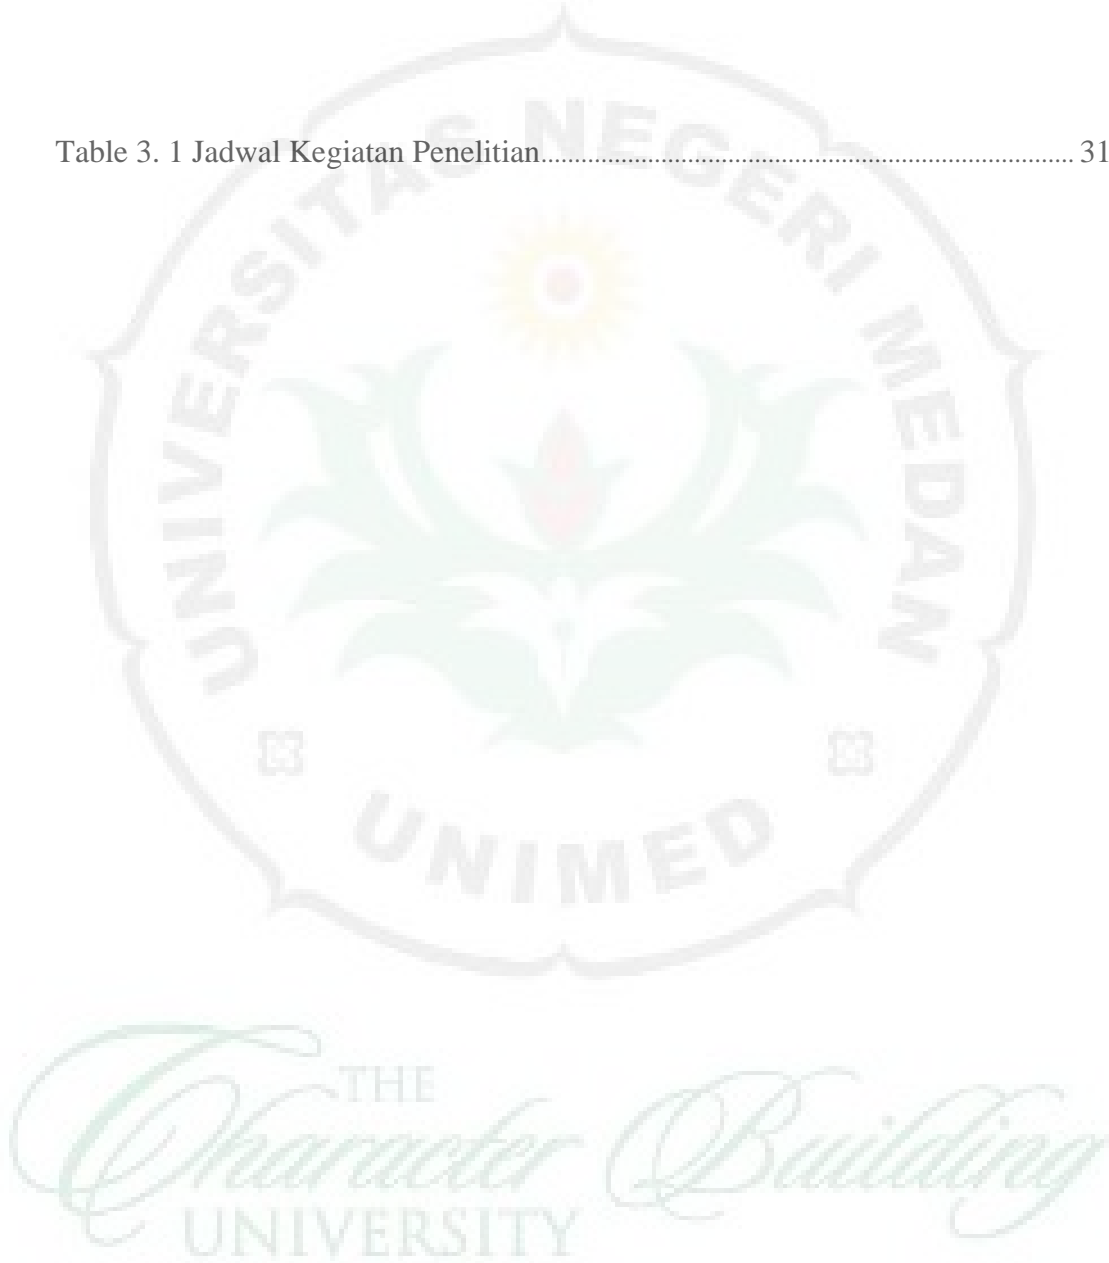 Table 3. 1 Jadwal Kegiatan Penelitian........................................................................... 31
UNIVERSITAS NEGERI MEDAN
UNIMED
THE
Character Building
UNIVERSITY